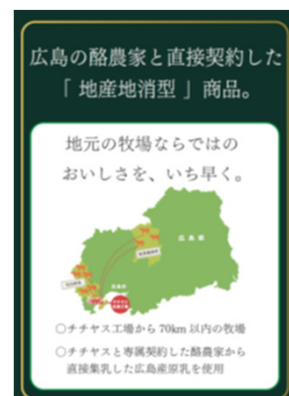 広島の酪農家と直接契約した
「 地産地消型 」商品。
地元の牧場ならではの
おいしさを、いち早く。
広島県
○チチヤス工場から70km 以内の牧場
○チチヤスと専属契約した酪農家から
直接集乳した広島産原乳を使用